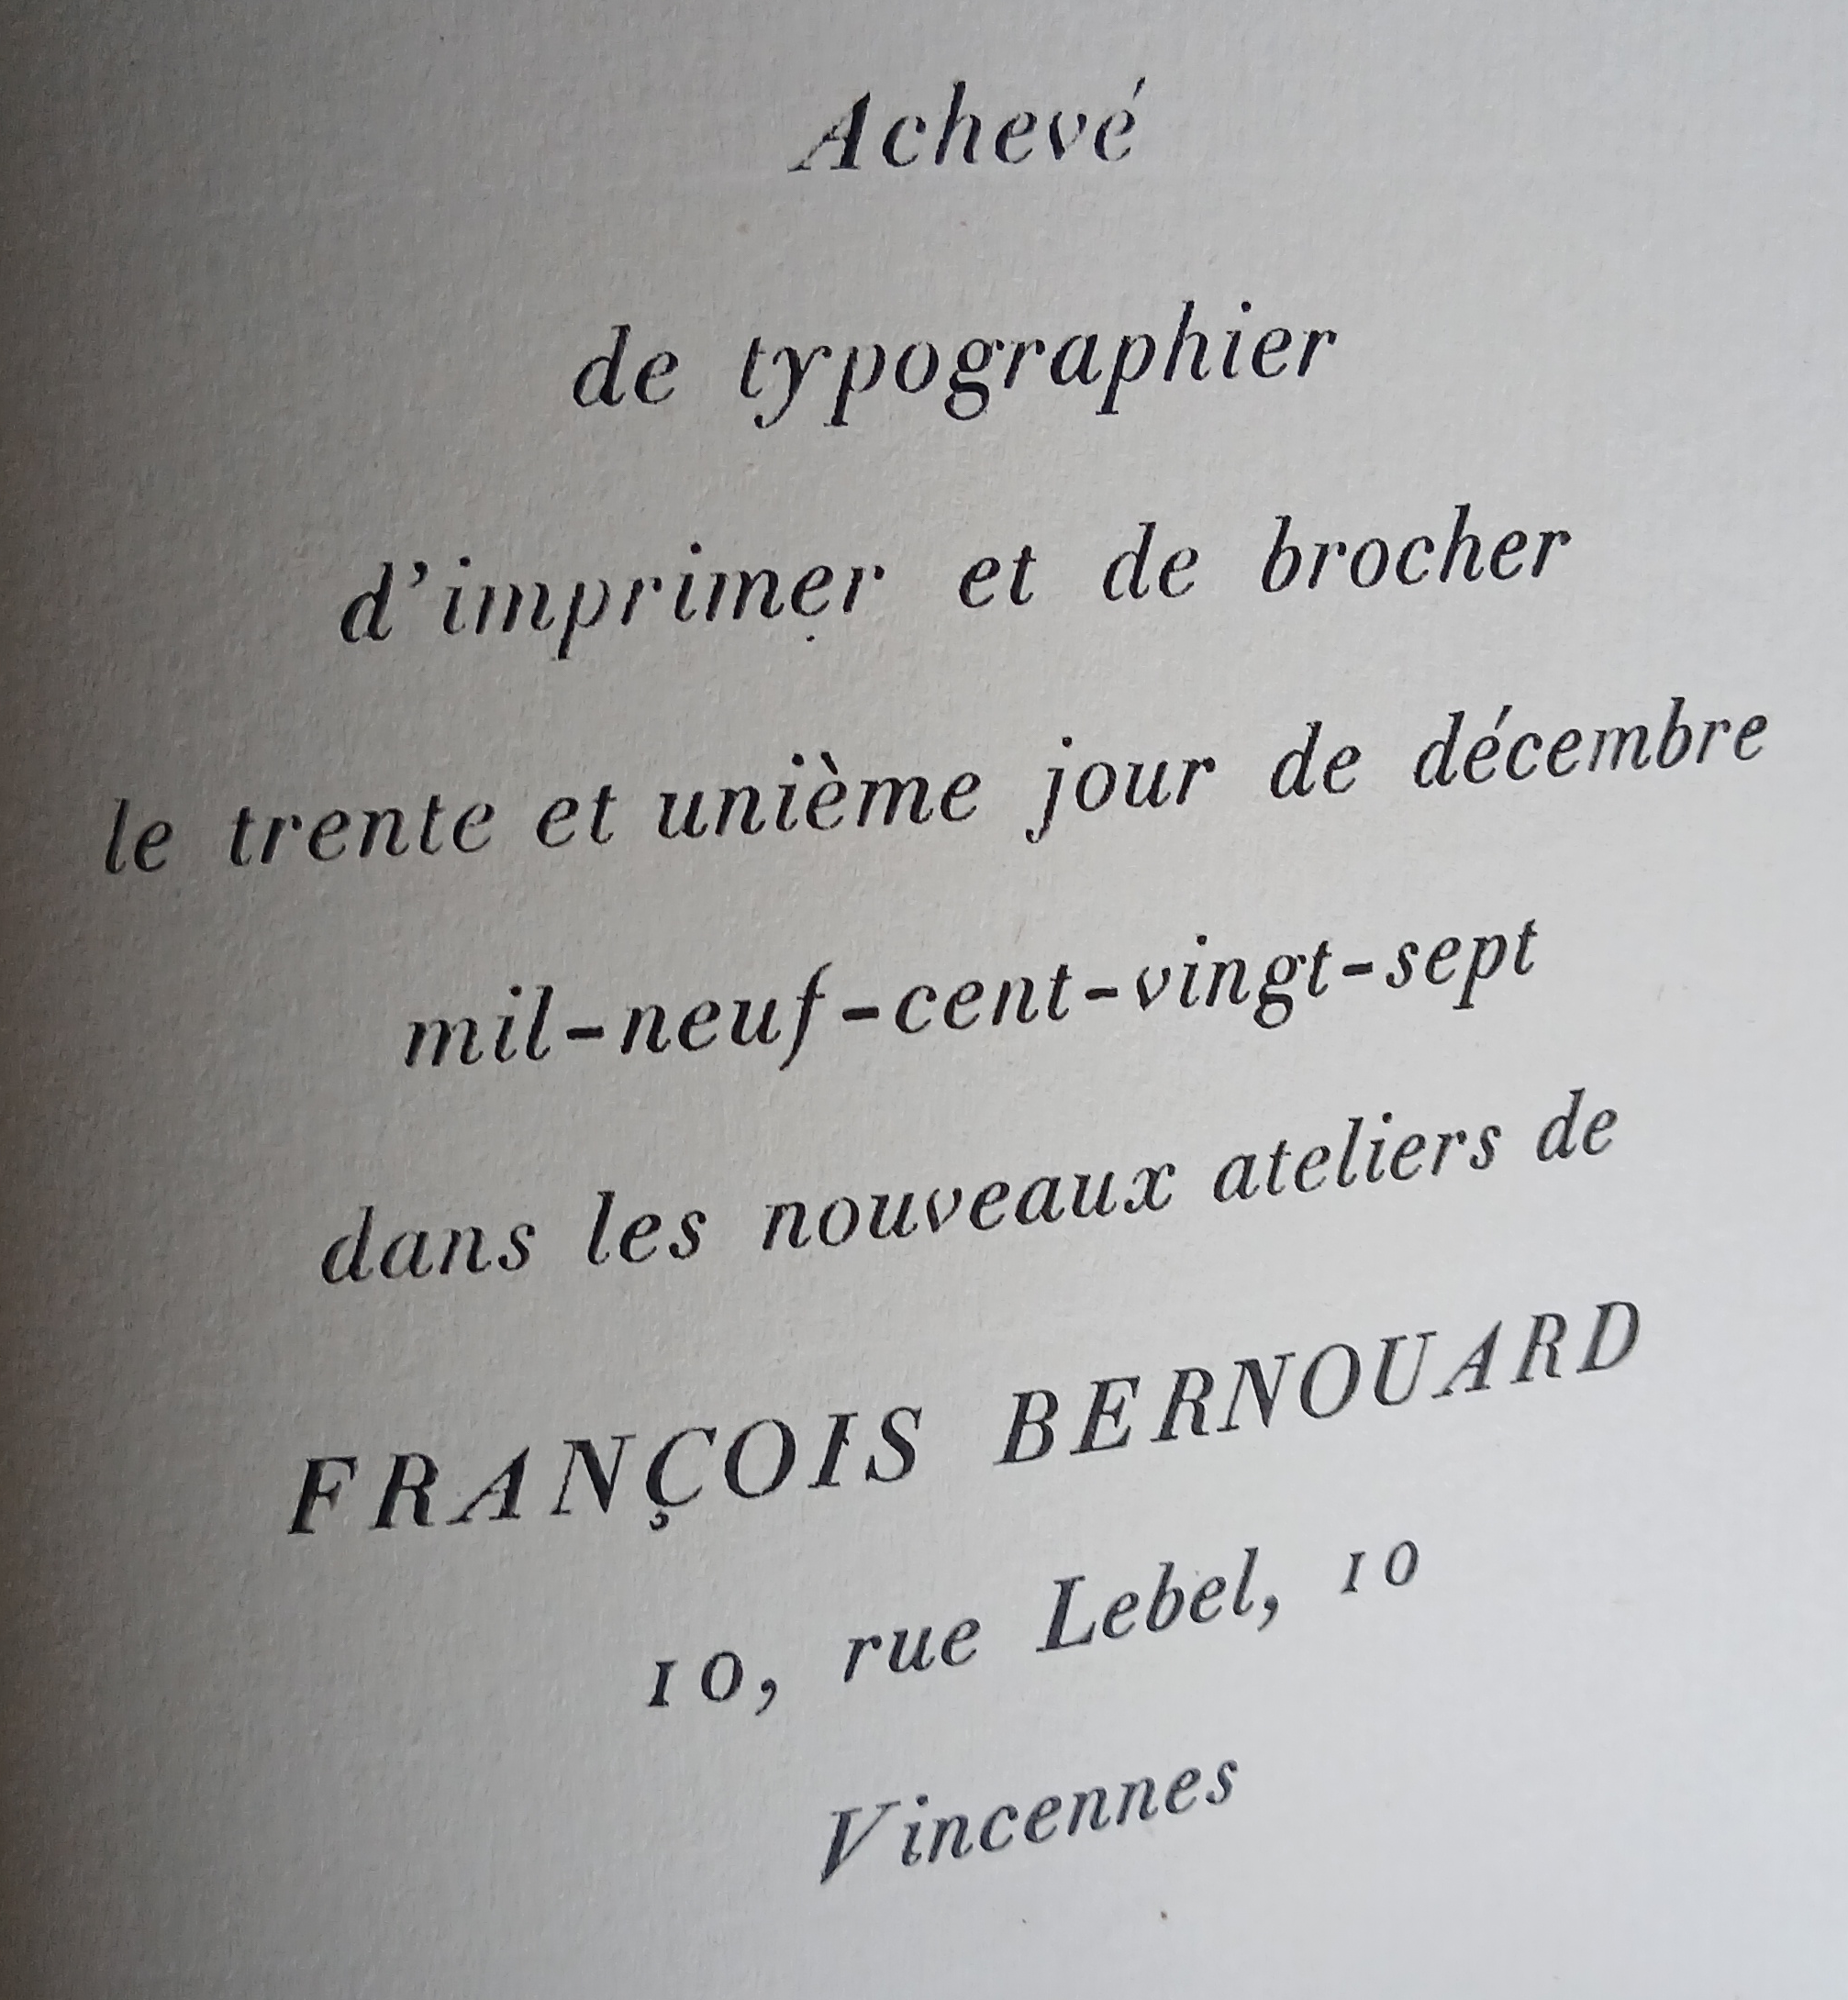 Achevé
de typographier
d'imprimer et de brocher
le trente et unième jour de décembre
mil-neuf-cent-vingt-sept
dans les nouveaux ateliers de
FRANÇOIS BERNOUARD
10, rue Lebel, 10
Vincennes